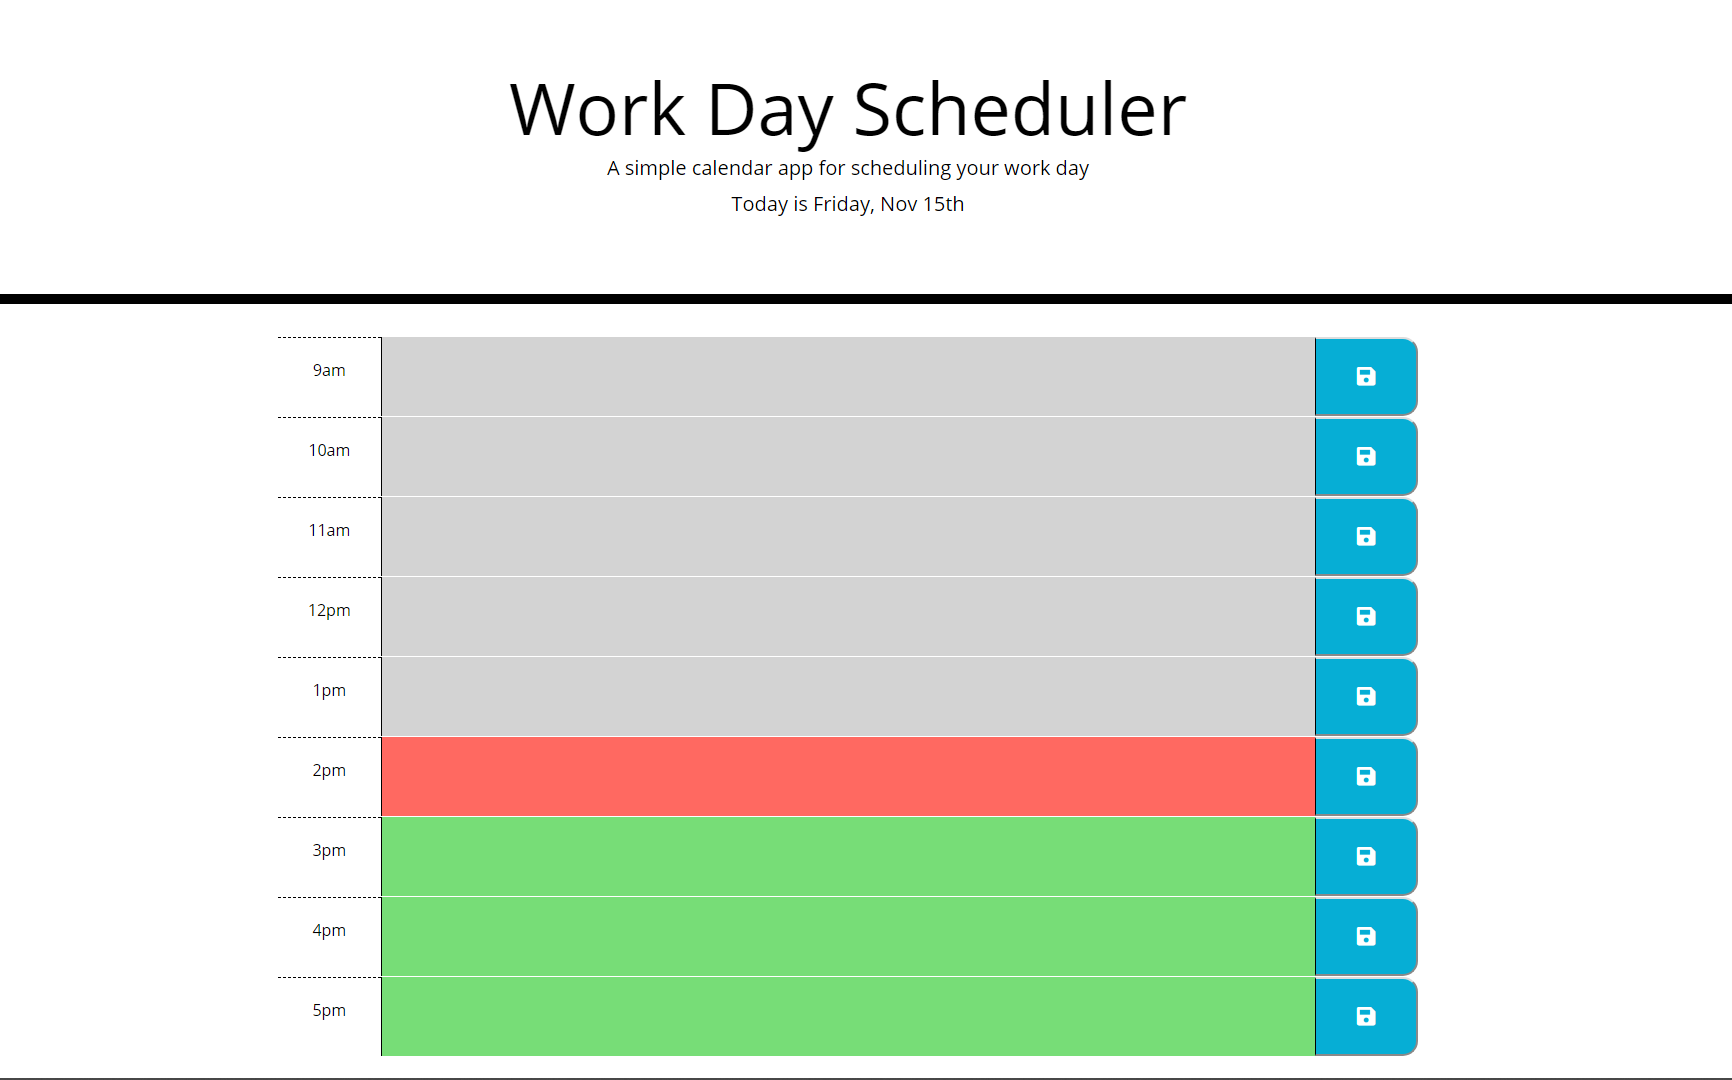 Work Day Scheduler
A simple calendar app for scheduling your work day
Today is Friday, Nov 15th
9am
10am
11am
12pm
1pm
2pm
3pm
4pm
5pm